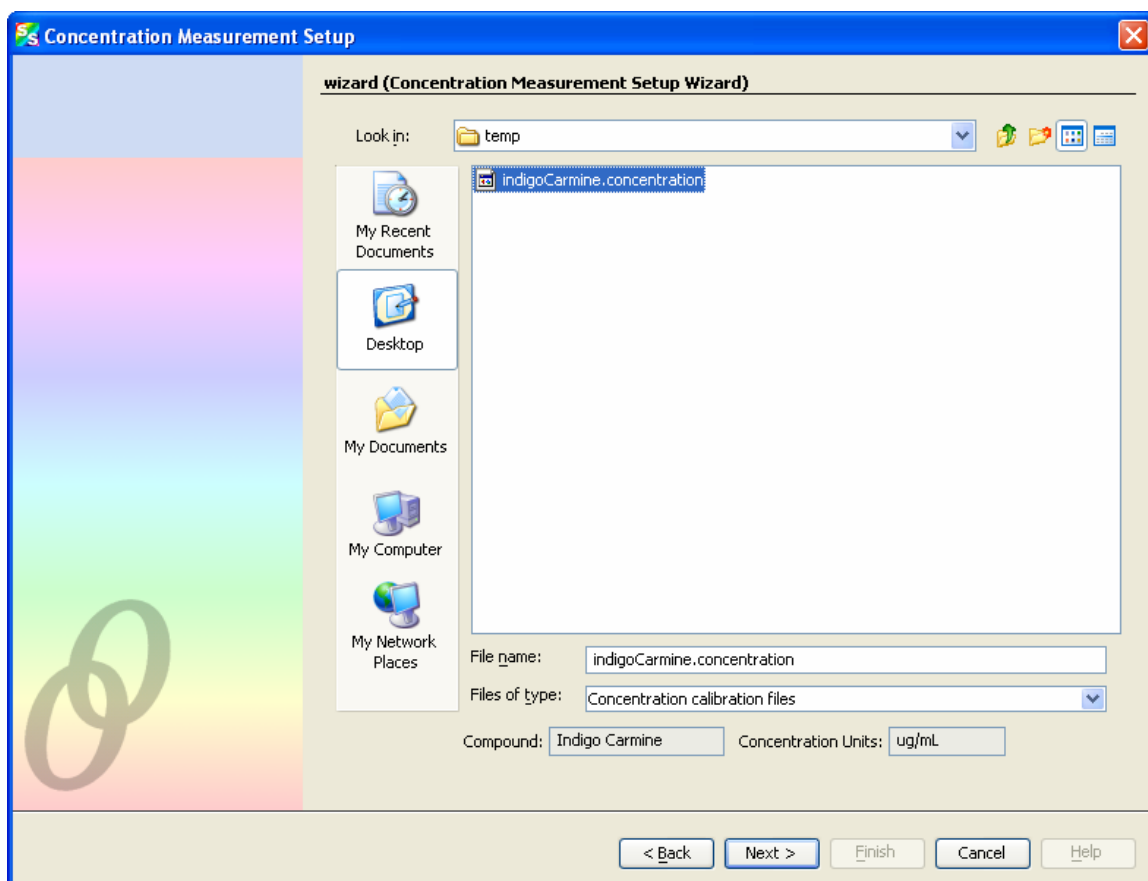 Concentration Measurement Setup
wizard (Concentration Measurement Setup Wizard)
Look in:
temp
indigoCarmine.concentration
My Recent
Documents
Desktop
My Documents
My Computer
My Network
Places
File name:
indigoCarmine.concentration
Files of type:
Concentration calibration files
Compound:
Indigo Carmine
Concentration Units:
ug/mL
< Back
Next >
Finish
Cancel
Help